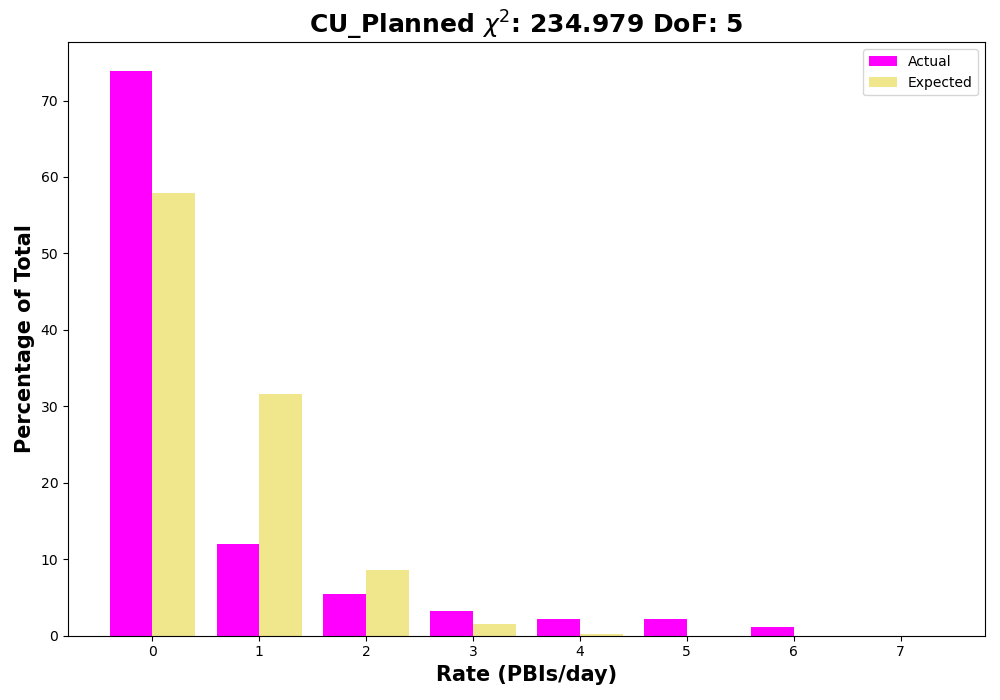 CU_Planned χ²: 234.979 DoF: 5
Actual
Expected
Percentage of Total
70
60
50
40
30
20
10
0
0 1 2 3 4 5 6 7
Rate (PBIs/day)